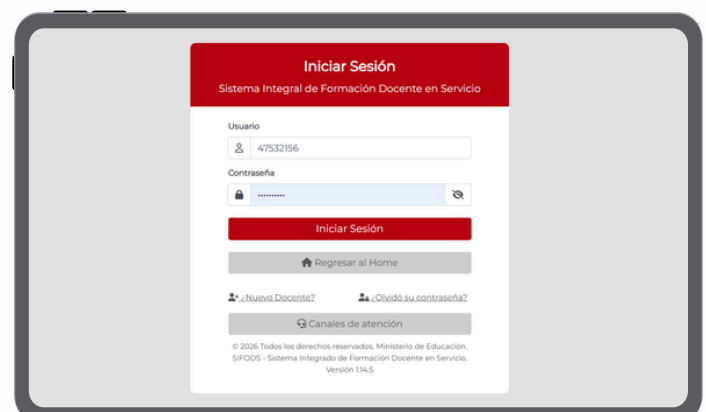 Iniciar Sesión
Sistema Integral de Formación Docente en Servicio
Usuario
47532156
Contraseña
••••••••••
Iniciar Sesión
Regresar al Home
¿Nuevo Docente? ¿Olvidó su contraseña?
Canales de atención
© 2026 Todos los derechos reservados. Ministerio de Educación.
SIFODS - Sistema Integrado de Formación Docente en Servicio.
Versión 1.14.5